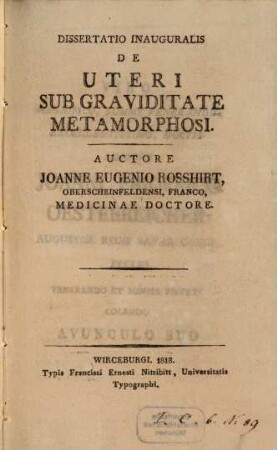 DISSERTATIO INAUGURALIS
DE
UTERI
SUB GRAVIDITATE
METAMORPHOSI.
AUCTORE
JOANNE EUGENIO ROSSHIRT,
OBERSCHEINFELDENSI, FRANCO,
MEDICINAE DOCTORE.
WIRCEBURGI. 1818.
Typis Francisci Ernesti Nitribitt, Universitatis
Typographi.